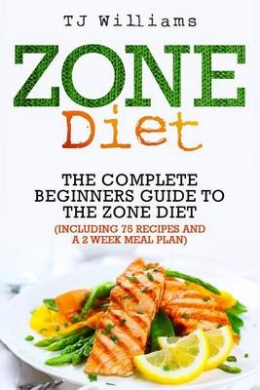 TJ Williams
ZONE
Diet
THE COMPLETE
BEGINNERS GUIDE TO
THE ZONE DIET
(INCLUDING 75 RECIPES AND
A 2 WEEK MEAL PLAN)